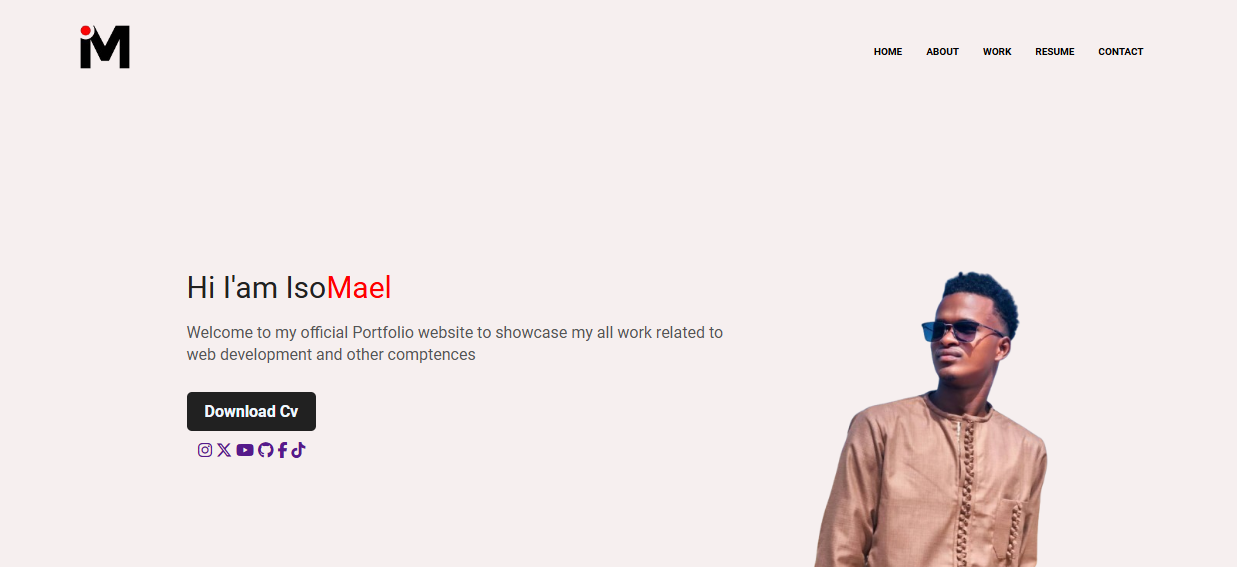 iM
HOME ABOUT WORK RESUME CONTACT
Hi I'am IsoMael
Welcome to my official Portfolio website to showcase my all work related to
web development and other comptences
Download Cv